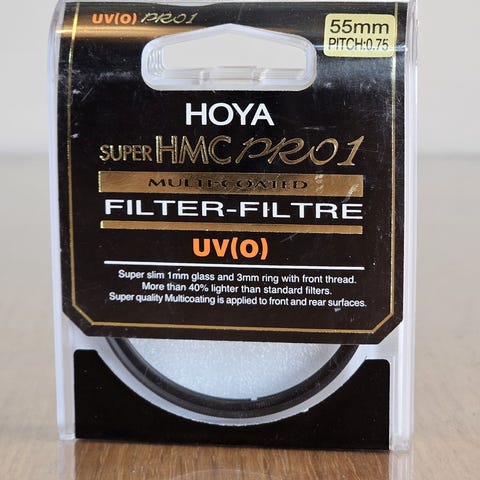 UV(O) PRO1
55mm
PITCH:0.75
HOYA
SUPER HMC PRO1
MULTI-COATED
FILTER-FILTRE
UV(O)
Super slim 1mm glass and 3mm ring with front thread.
More than 40% lighter than standard filters.
Super quality Multicoating is applied to front and rear surfaces.